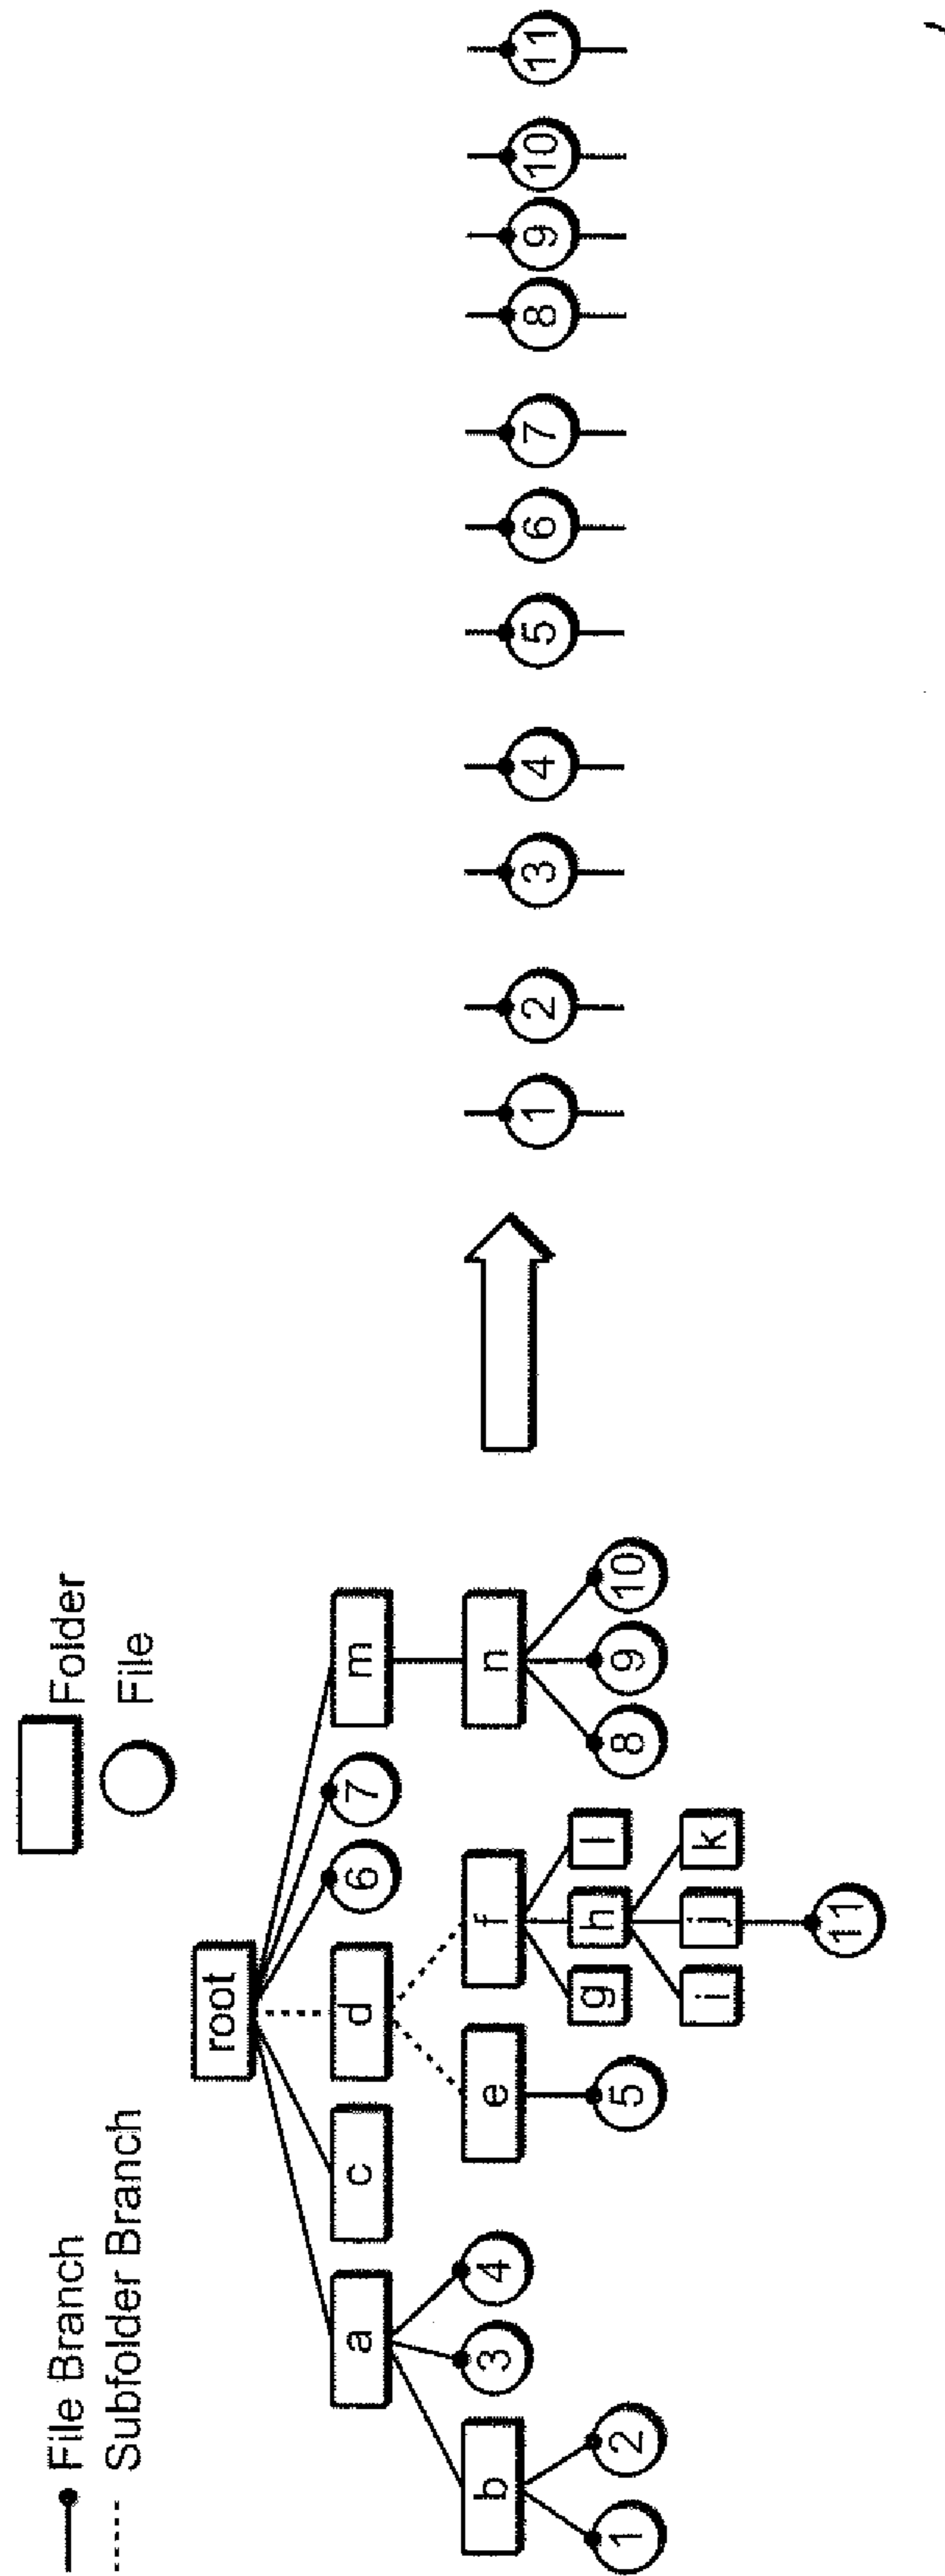 File Branch
Subfolder Branch
Folder
File
root
a c d 6 7 m
b 3 4 e f n
1 2 5 g h l 8 9 10
i j k
11
1 2 3 4 5 6 7 8 9 10 11